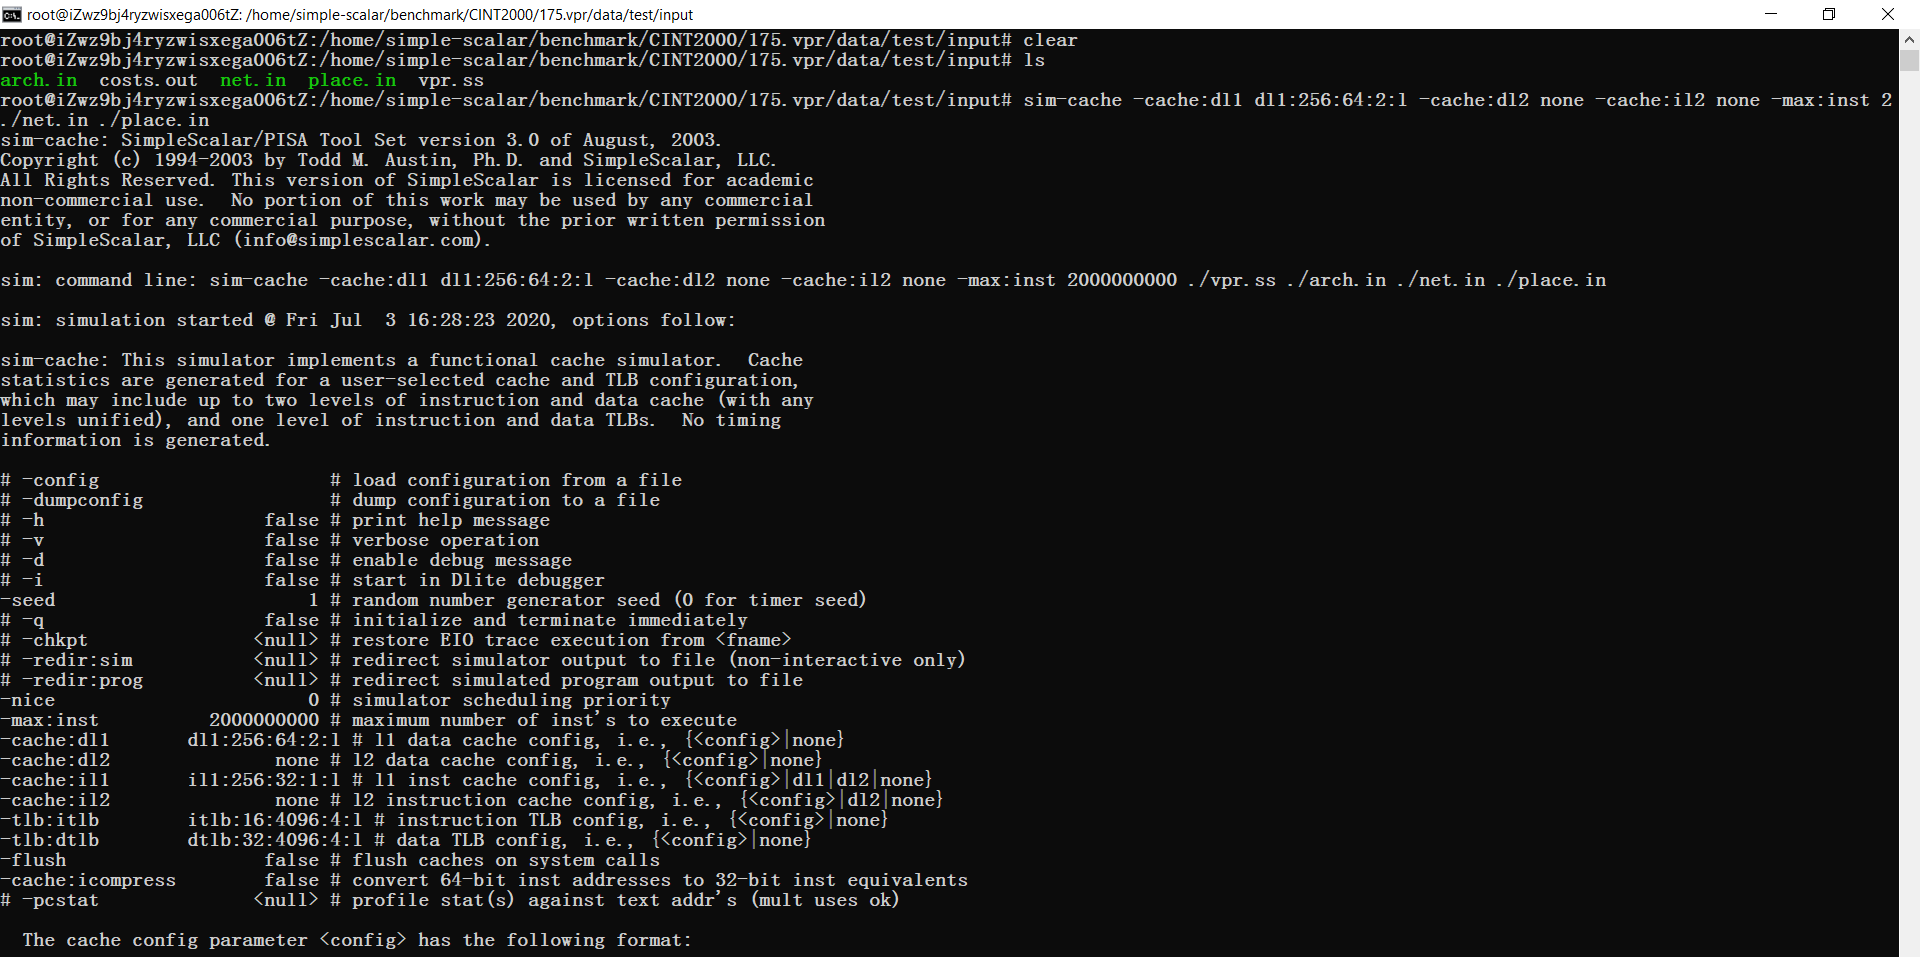 root@iZwz9bj4ryzwisxega006tZ: /home/simple-scalar/benchmark/CINT2000/175.vpr/data/test/input
root@iZwz9bj4ryzwisxega006tZ:/home/simple-scalar/benchmark/CINT2000/175.vpr/data/test/input# clear
root@iZwz9bj4ryzwisxega006tZ:/home/simple-scalar/benchmark/CINT2000/175.vpr/data/test/input# ls
arch.in  costs.out  net.in  place.in  vpr.ss
root@iZwz9bj4ryzwisxega006tZ:/home/simple-scalar/benchmark/CINT2000/175.vpr/data/test/input# sim-cache -cache:dl1 dl1:256:64:2:l -cache:dl2 none -cache:il2 none -max:inst 2
./net.in ./place.in
sim-cache: SimpleScalar/PISA Tool Set version 3.0 of August, 2003.
Copyright (c) 1994-2003 by Todd M. Austin, Ph.D. and SimpleScalar, LLC.
All Rights Reserved. This version of SimpleScalar is licensed for academic
non-commercial use.  No portion of this work may be used by any commercial
entity, or for any commercial purpose, without the prior written permission
of SimpleScalar, LLC (info@simplescalar.com).
sim: command line: sim-cache -cache:dl1 dl1:256:64:2:l -cache:dl2 none -cache:il2 none -max:inst 2000000000 ./vpr.ss ./arch.in ./net.in ./place.in
sim: simulation started @ Fri Jul  3 16:28:23 2020, options follow:
sim-cache: This simulator implements a functional cache simulator.  Cache
statistics are generated for a user-selected cache and TLB configuration,
which may include up to two levels of instruction and data cache (with any
levels unified), and one level of instruction and data TLBs.  No timing
information is generated.
# -config                     # load configuration from a file
# -dumpconfig                 # dump configuration to a file
# -h                    false # print help message
# -v                    false # verbose operation
# -d                    false # enable debug message
# -i                    false # start in Dlite debugger
-seed                       1 # random number generator seed (0 for timer seed)
# -q                    false # initialize and terminate immediately
# -chkpt               <null> # restore EIO trace execution from <fname>
# -redir:sim           <null> # redirect simulator output to file (non-interactive only)
# -redir:prog          <null> # redirect simulated program output to file
-nice                       0 # simulator scheduling priority
-max:inst          2000000000 # maximum number of inst's to execute
-cache:dl1       dl1:256:64:2:l # l1 data cache config, i.e., {<config>|none}
-cache:dl2               none # l2 data cache config, i.e., {<config>|none}
-cache:il1       il1:256:32:1:l # l1 inst cache config, i.e., {<config>|dl1|dl2|none}
-cache:il2               none # l2 instruction cache config, i.e., {<config>|dl2|none}
-tlb:itlb        itlb:16:4096:4:l # instruction TLB config, i.e., {<config>|none}
-tlb:dtlb        dtlb:32:4096:4:l # data TLB config, i.e., {<config>|none}
-flush                  false # flush caches on system calls
-cache:icompress        false # convert 64-bit inst addresses to 32-bit inst equivalents
# -pcstat              <null> # profile stat(s) against text addr's (mult uses ok)
  The cache config parameter <config> has the following format: